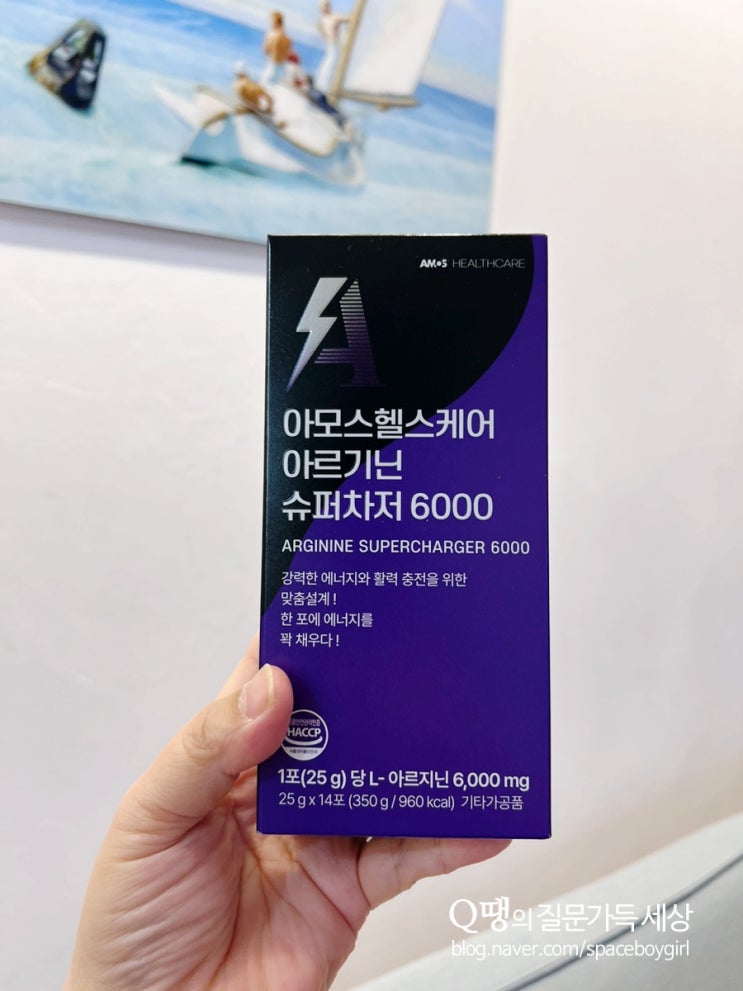 AMOS HEALTHCARE
A
아모스헬스케어
아르기닌
슈퍼차저 6000
ARGININE SUPERCHARGER 6000
강력한 에너지와 활력 충전을 위한
맞춤설계!
한 포에 에너지를
꽉 채우다!
HACCP
1포(25 g) 당 L- 아르지닌 6,000 mg
25 g x 14포 (350 g / 960 kcal) 기타가공품
Q땡의 질문가득 세상
blog.naver.com/spaceboygirl